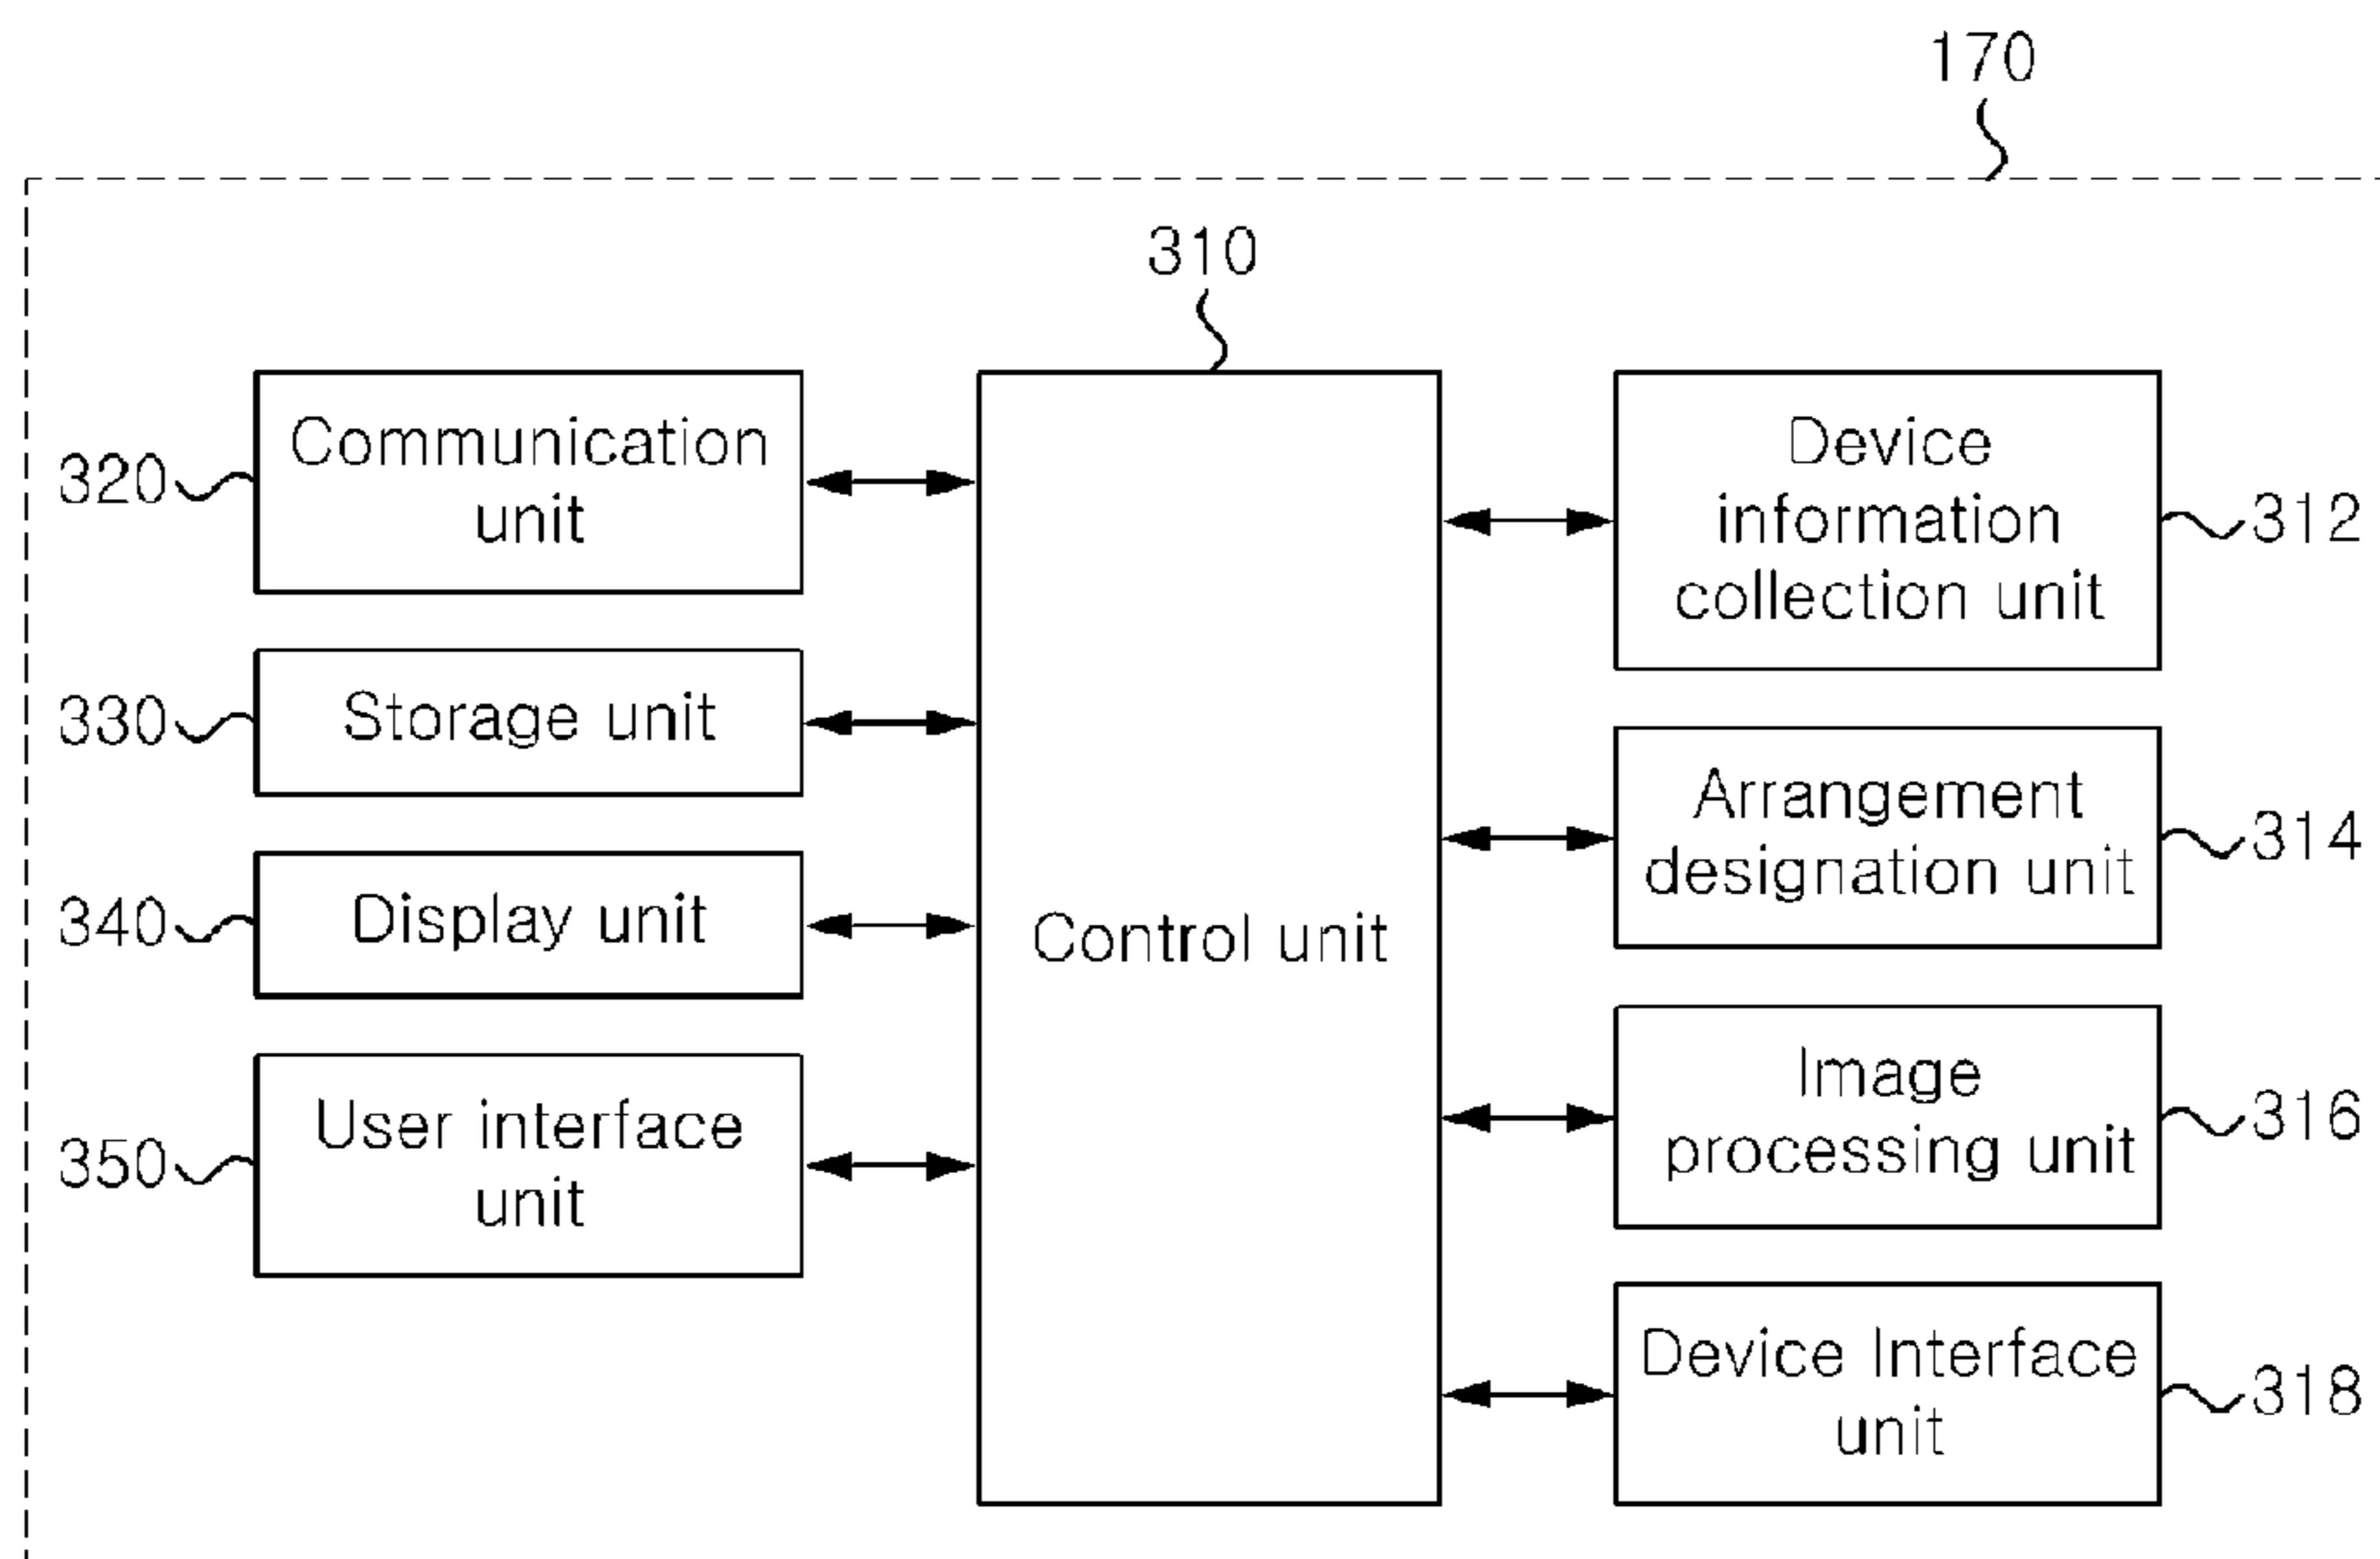 170
310
320
Communication
unit
330
Storage unit
340
Display unit
350
User interface
unit
Control unit
Device
information
collection unit
312
Arrangement
designation unit
314
Image
processing unit
316
Device Interface
unit
318